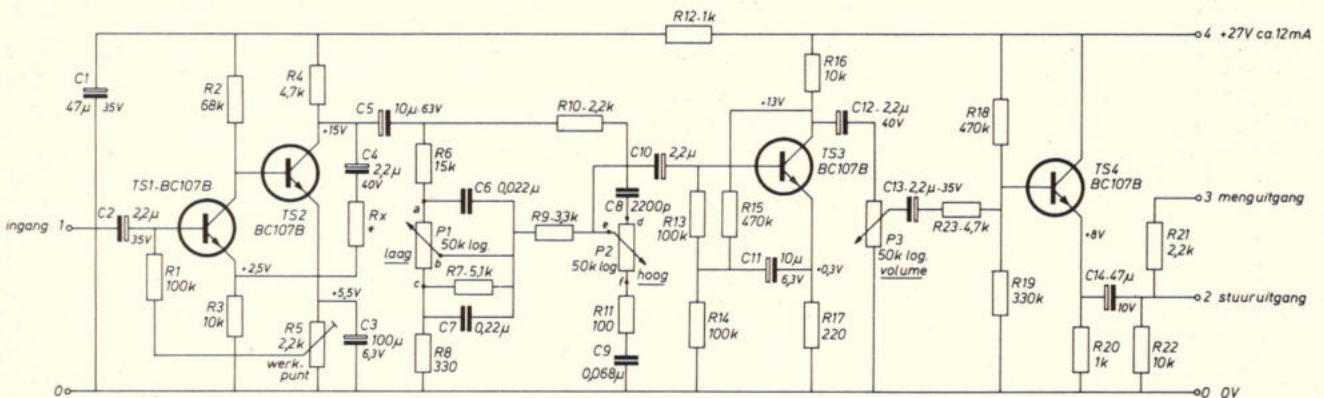 R12-1k
4 +27V ca.12mA
C1
47µ 35V
R2
68k
R4
4,7k
C5 10µ-63V
R10-2,2k
R16
10k
+13V
C12-2,2µ
40V
R18
470k
+15V
C4
2,2µ
40V
R6
15k
C6 0,022µ
C10 2,2µ
TS3
BC107B
TS4
BC107B
TS1-BC107B
TS2
BC107B
C8
2200p
R13
100k
R15
470k
C13-2,2µ-35V
3 menguitgang
ingang 1
C2 2,2µ
35V
Rx
a
P1
50k log.
laag
b
c
R9-3,3k
e
d
P2
50k log
hoog
f
R23-4,7k
P3
50k log.
volume
R21
2,2k
+8V
R1
100k
+2,5V
R7-5,1k
C11 10µ
6,3V
+0,3V
C14-47µ
10V
2 stuuruitgang
R3
10k
+5,5V
R5
2,2k
werk-
punt
C3
100µ
6,3V
C7 0,22µ
R8
330
R11
100
C9
0,068µ
R14
100k
R17
220
R19
330k
R20
1k
R22
10k
0
0 0V